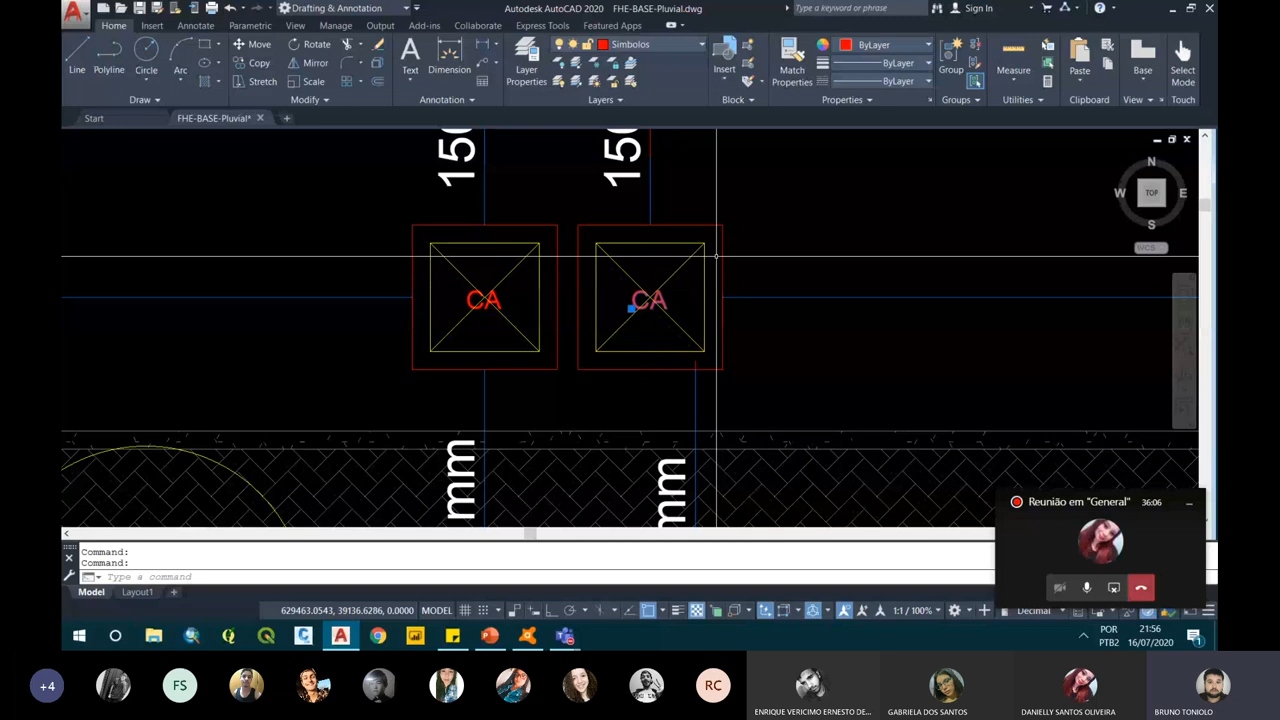 Drafting & Annotation
Autodesk AutoCAD 2020 FHE-BASE-Pluvial.dwg
Type a keyword or phrase
Sign In
Home Insert Annotate Parametric View Manage Output Add-ins Collaborate Express Tools Featured Apps
Move Rotate
Copy Mirror
Stretch Scale
Line Polyline Circle Arc
Text Dimension
Layer Properties
Simbolos
Insert
Match Properties
ByLayer
ByLayer
ByLayer
Group
Measure
Paste
Base
Select Mode
Draw Modify Annotation Layers Block Properties Groups Utilities Clipboard View Touch
Start FHE-BASE-Pluvial*
N
W TOP E
S
WCS
150 150
CA CA
mm mm
Reunião em "General" 36:06
Command:
Command:
Type a command
Model Layout1
629463.0543, 39136.6286, 0.0000 MODEL 1:1 / 100% Decimal
POR
PTB2
21:56
16/07/2020
1
+4 FS RC
ENRIQUE VERICIMO ERNESTO DE...
GABRIELA DOS SANTOS
DANIELLY SANTOS OLIVEIRA
BRUNO TONIOLO